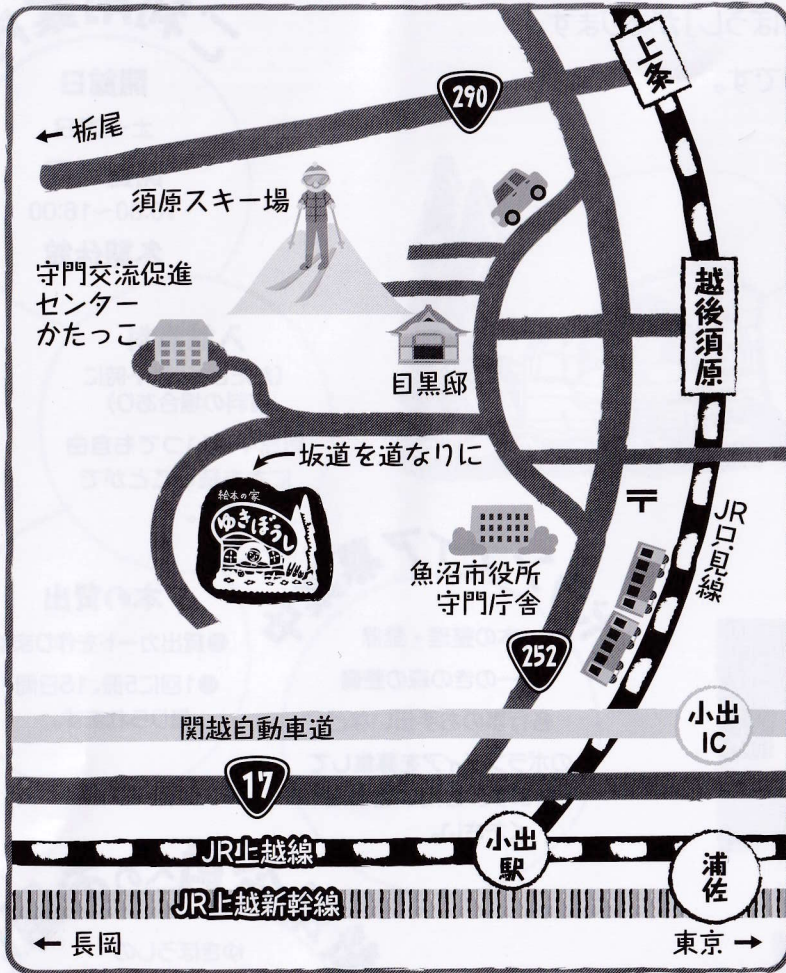 上条
290
← 栃尾
須原スキー場
守門交流促進
センター
かたっこ
越後須原
目黒邸
坂道を道なりに
絵本の家
ゆきぼうし
〒
JR只見線
魚沼市役所
守門庁舎
252
関越自動車道
小出
IC
17
JR上越線
小出
駅
浦佐
JR上越新幹線
← 長岡
東京 →